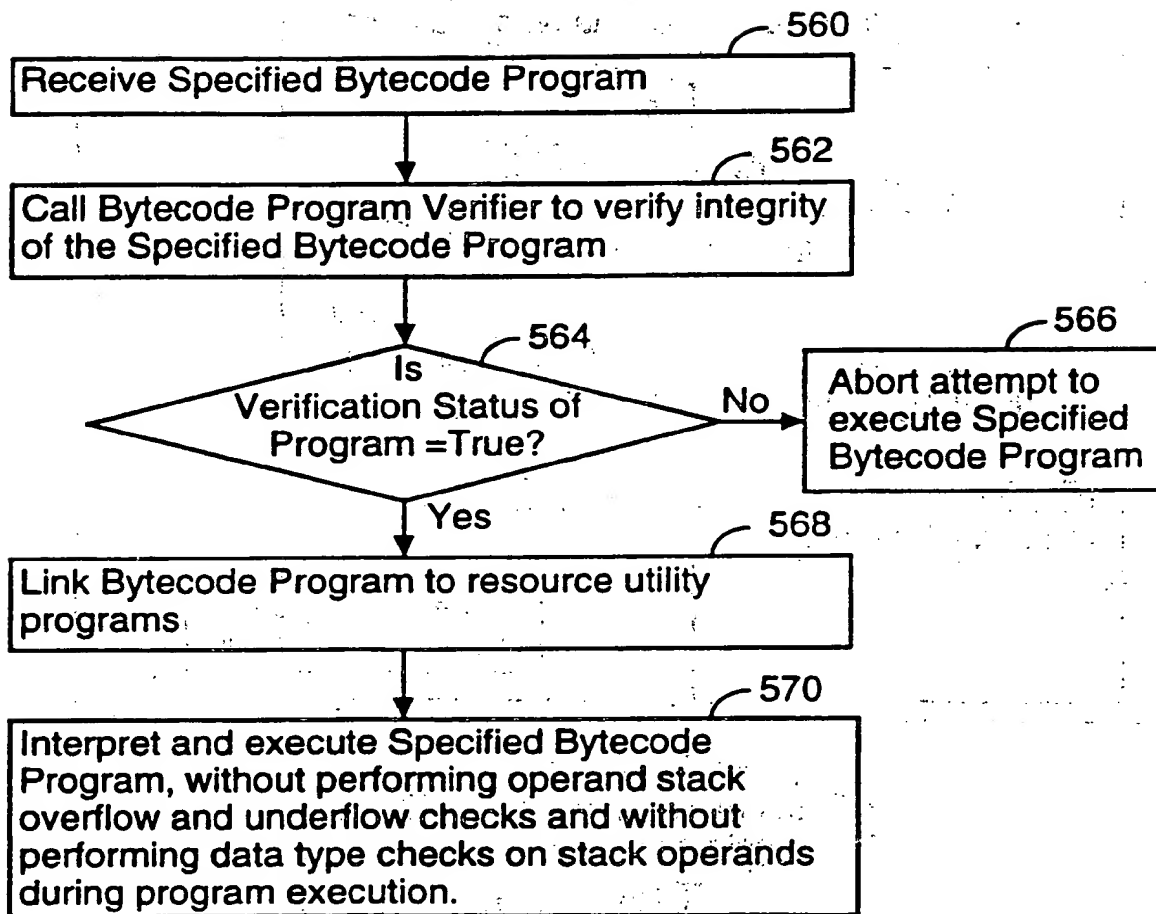 560
Receive Specified Bytecode Program
562
Call Bytecode Program Verifier to verify integrity
of the Specified Bytecode Program
564
Is
Verification Status of
Program =True?
No
566
Abort attempt to
execute Specified
Bytecode Program
Yes
568
Link Bytecode Program to resource utility
programs
570
Interpret and execute Specified Bytecode
Program, without performing operand stack
overflow and underflow checks and without
performing data type checks on stack operands
during program execution.